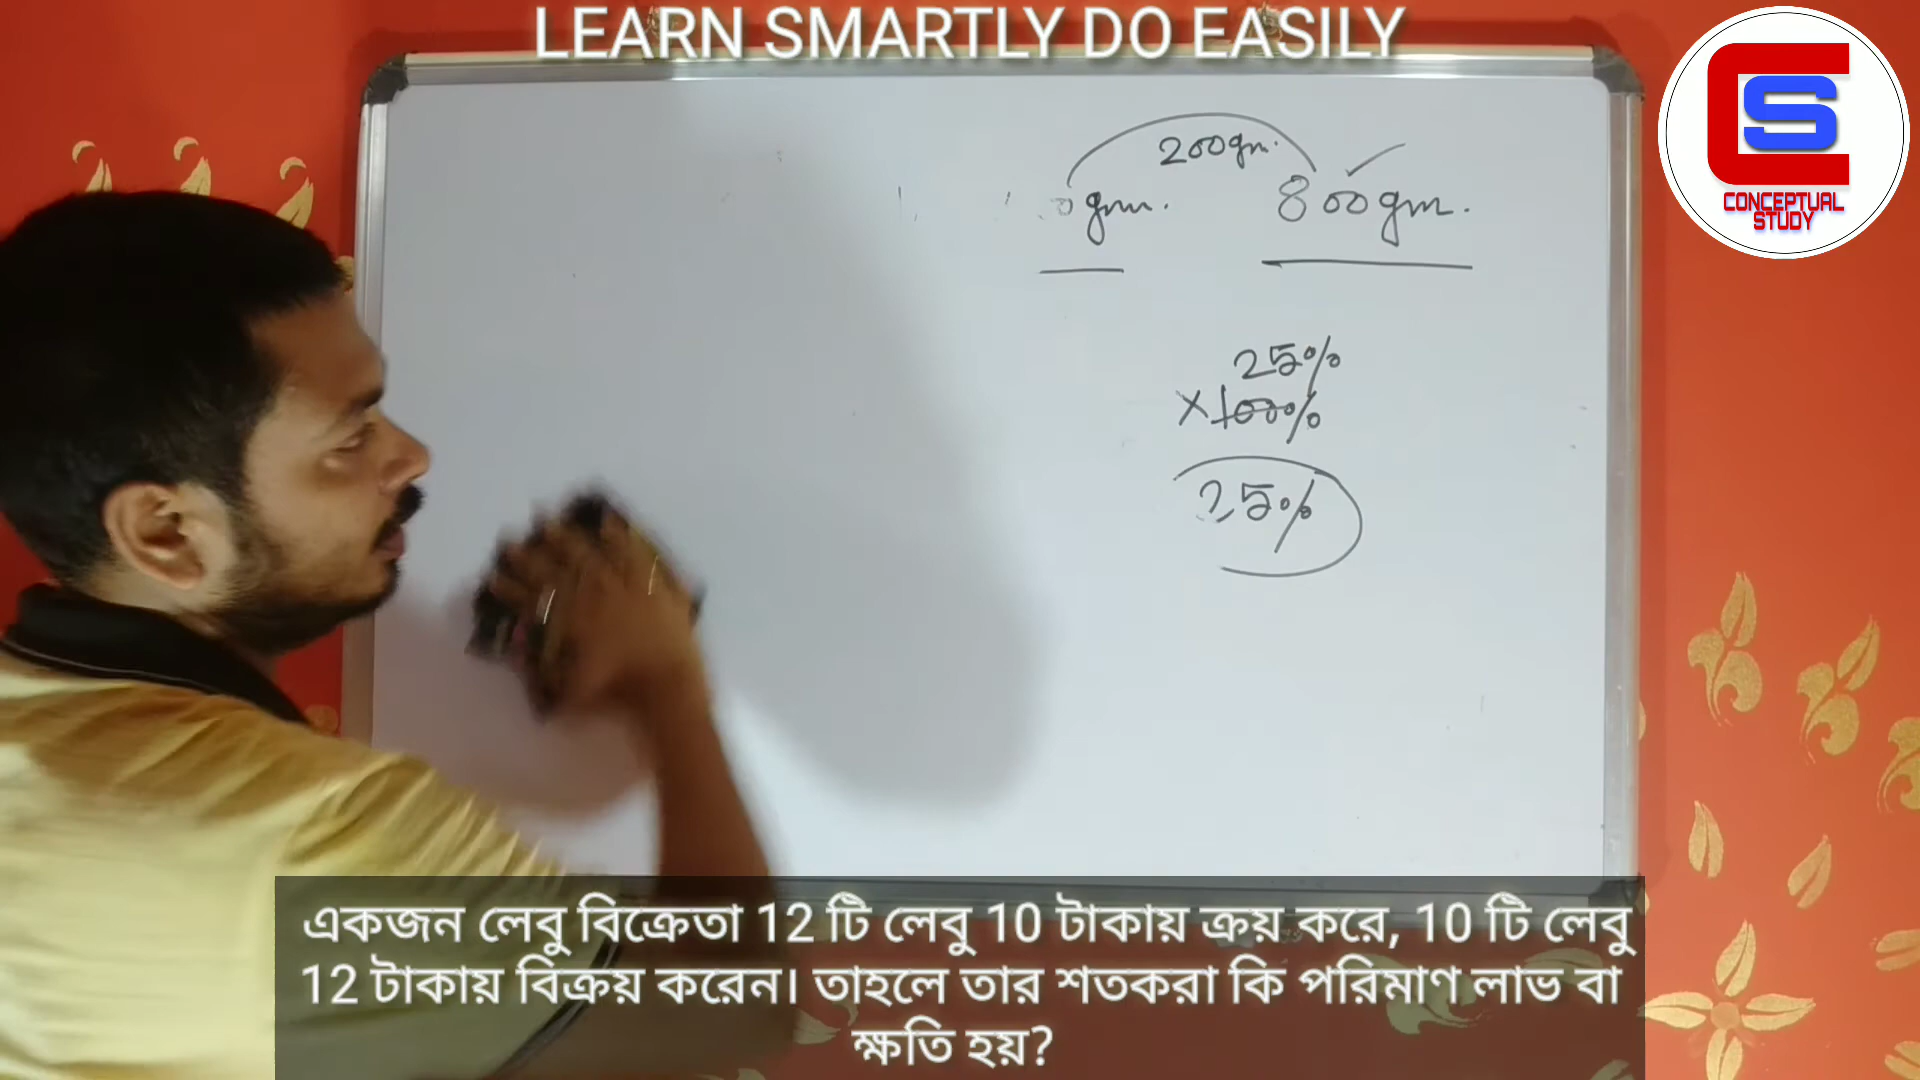 LEARN SMARTLY DO EASILY
CS
CONCEPTUAL
STUDY
200gm.
gm. 800gm.
25%
×100%
25%
একজন লেবু বিক্রেতা 12 টি লেবু 10 টাকায় ক্রয় করে, 10 টি লেবু
12 টাকায় বিক্রয় করেন। তাহলে তার শতকরা কি পরিমাণ লাভ বা
ক্ষতি হয়?